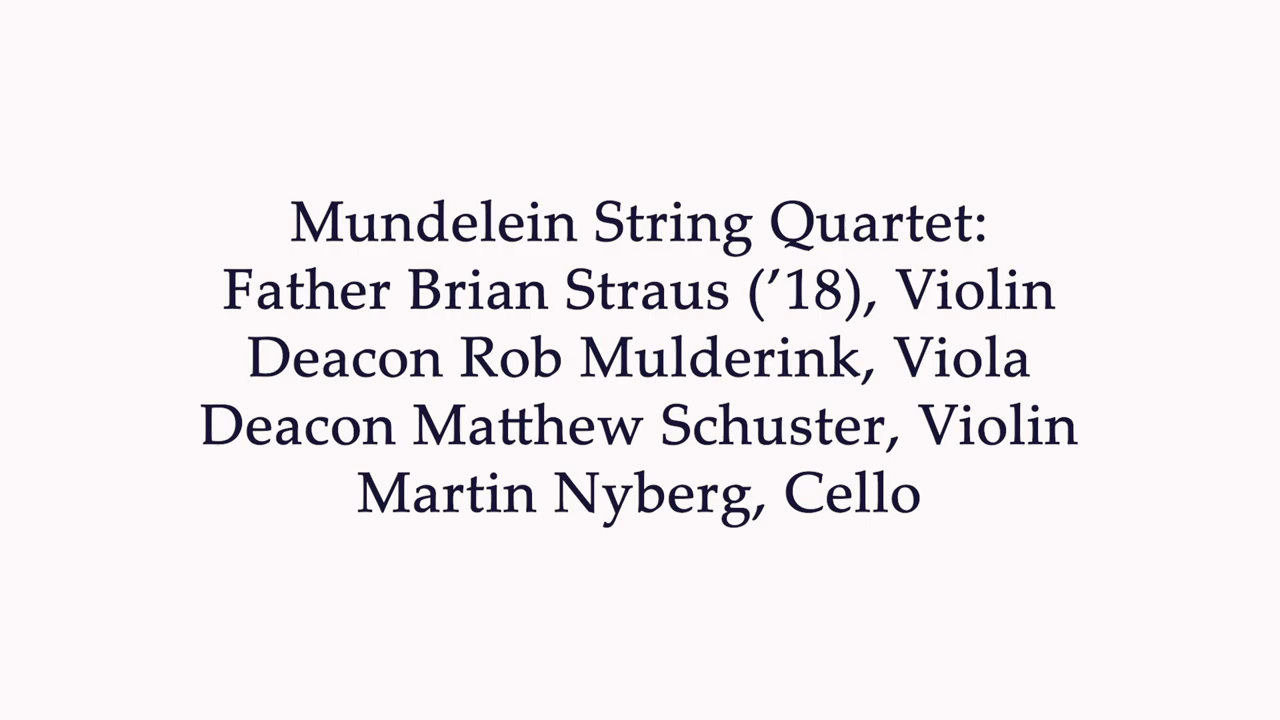 Mundelein String Quartet:
Father Brian Straus (’18), Violin
Deacon Rob Mulderink, Viola
Deacon Matthew Schuster, Violin
Martin Nyberg, Cello